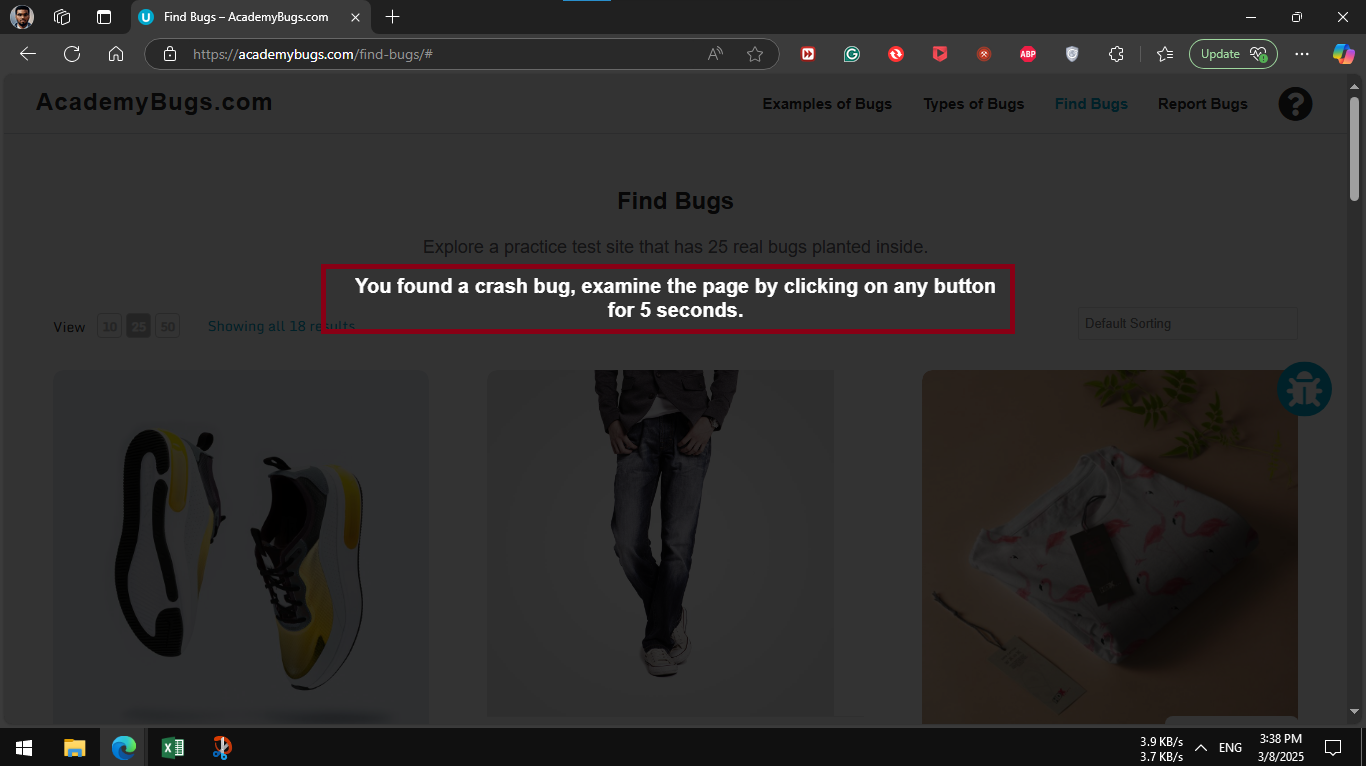 Find Bugs – AcademyBugs.com
https://academybugs.com/find-bugs/#
ABP
Update
AcademyBugs.com
Examples of Bugs
Types of Bugs
Find Bugs
Report Bugs
?
Find Bugs
Explore a practice test site that has 25 real bugs planted inside.
You found a crash bug, examine the page by clicking on any button
for 5 seconds.
View
10
25
50
Showing all 18 results
Default Sorting
3.9 KB/s
3.7 KB/s
ENG
3:38 PM
3/8/2025